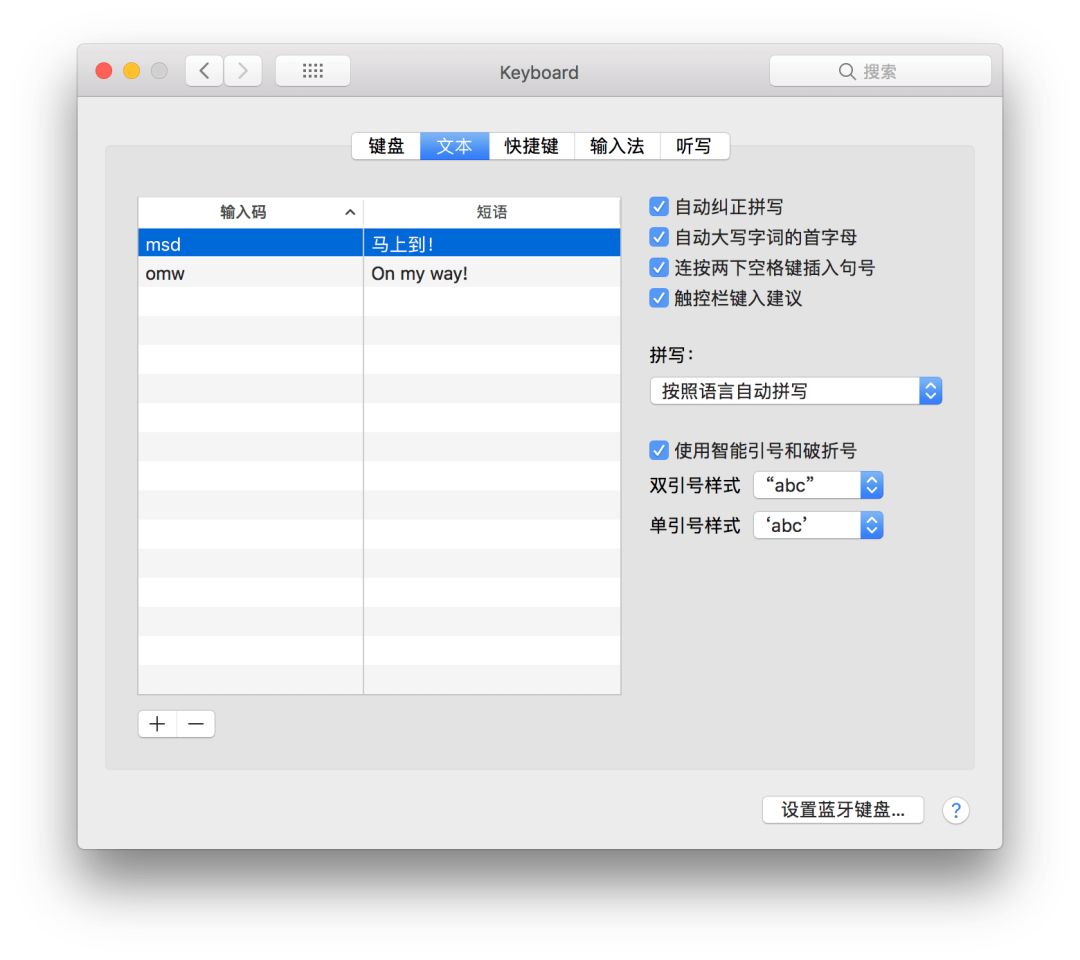 Keyboard
搜索
键盘 文本 快捷键 输入法 听写
输入码 短语
msd 马上到!
omw On my way!
自动纠正拼写
自动大写字词的首字母
连按两下空格键插入句号
触控栏键入建议
拼写:
按照语言自动拼写
使用智能引号和破折号
双引号样式 “abc”
单引号样式 ‘abc’
设置蓝牙键盘...
?